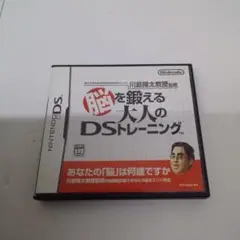 川島隆太教授監修
Nintendo
脳を鍛える
大人の
DSトレーニング
NINTENDO DS
あなたの「脳」は何歳ですか